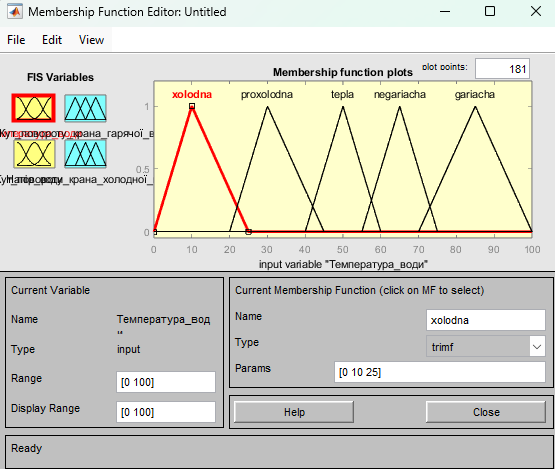 Membership Function Editor: Untitled
File Edit View
FIS Variables
Membership function plots
plot points:
181
xolodna proxolodna tepla negariacha gariacha
1
0.5
0
0 10 20 30 40 50 60 70 80 90 100
input variable "Температура_води"
Current Variable
Name Температура_вод
и
Type input
Range [0 100]
Display Range [0 100]
Current Membership Function (click on MF to select)
Name xolodna
Type trimf
Params [0 10 25]
Help Close
Ready